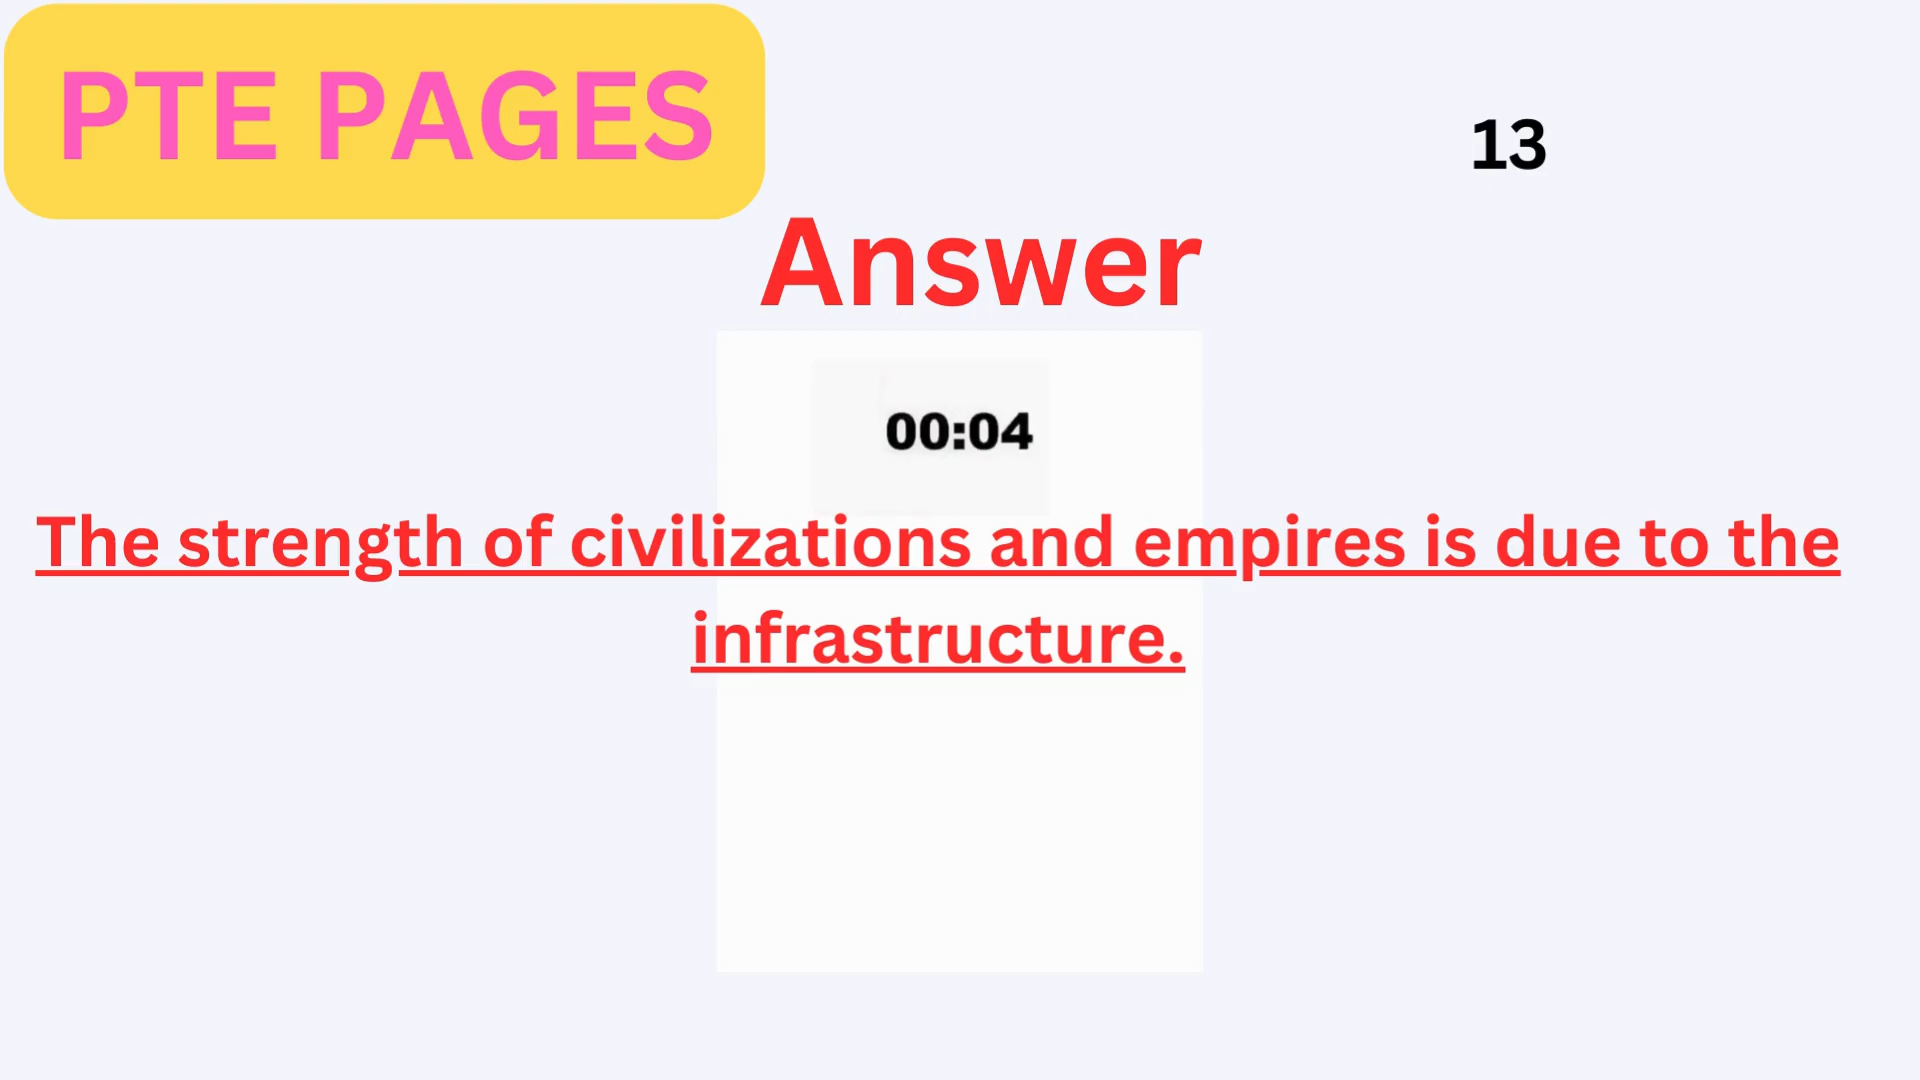 PTE PAGES
13
Answer
00:04
The strength of civilizations and empires is due to the
infrastructure.